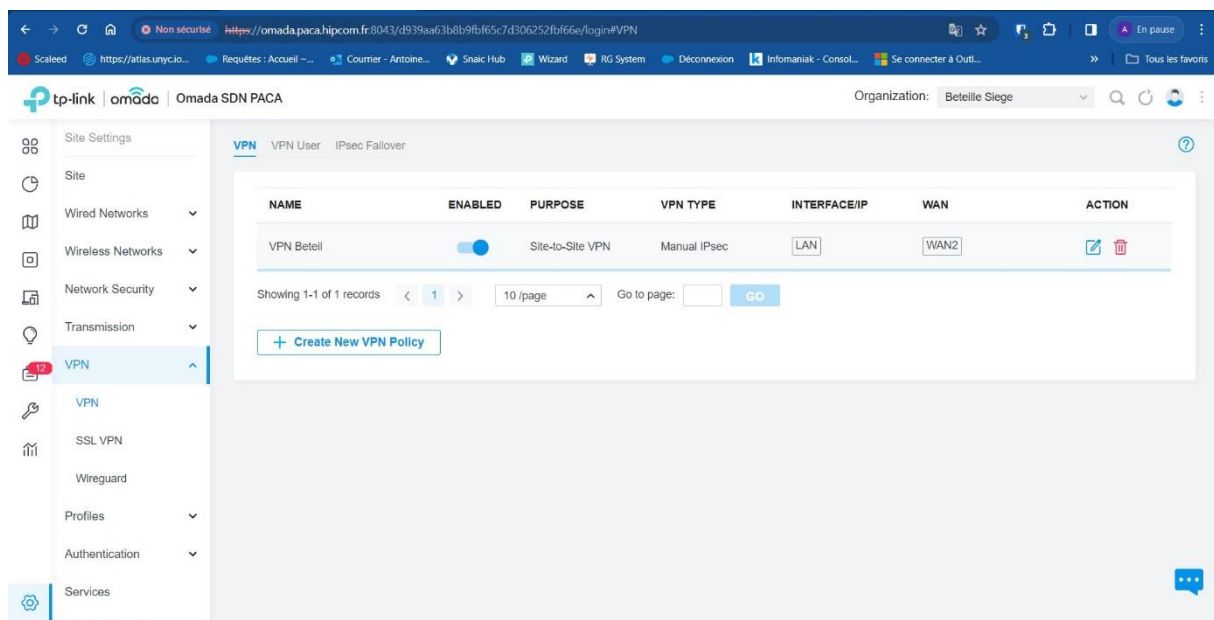 Non sécurisé https://omada.paca.hipcom.fr:8043/d939aa63b8b9fbf65c7d306252fbf66e/login#VPN 3 A En pause
Scaleed https://atlas.unyc.io... Requêtes : Accueil ~... Courrier - Antoine... Snaic Hub Wizard RG System Déconnexion Infomaniak - Consol... Se connecter à Outl... » Tous les favoris
tp-link | omada | Omada SDN PACA Organization: Beteille Siege
Site Settings
VPN VPN User IPsec Failover
Site
Wired Networks
Wireless Networks
Network Security
Transmission
VPN
12
VPN
SSL VPN
Wireguard
Profiles
Authentication
Services
NAME ENABLED PURPOSE VPN TYPE INTERFACE/IP WAN ACTION
VPN Beteil Site-to-Site VPN Manual IPsec LAN WAN2
Showing 1-1 of 1 records < 1 > 10 /page Go to page: GO
+ Create New VPN Policy